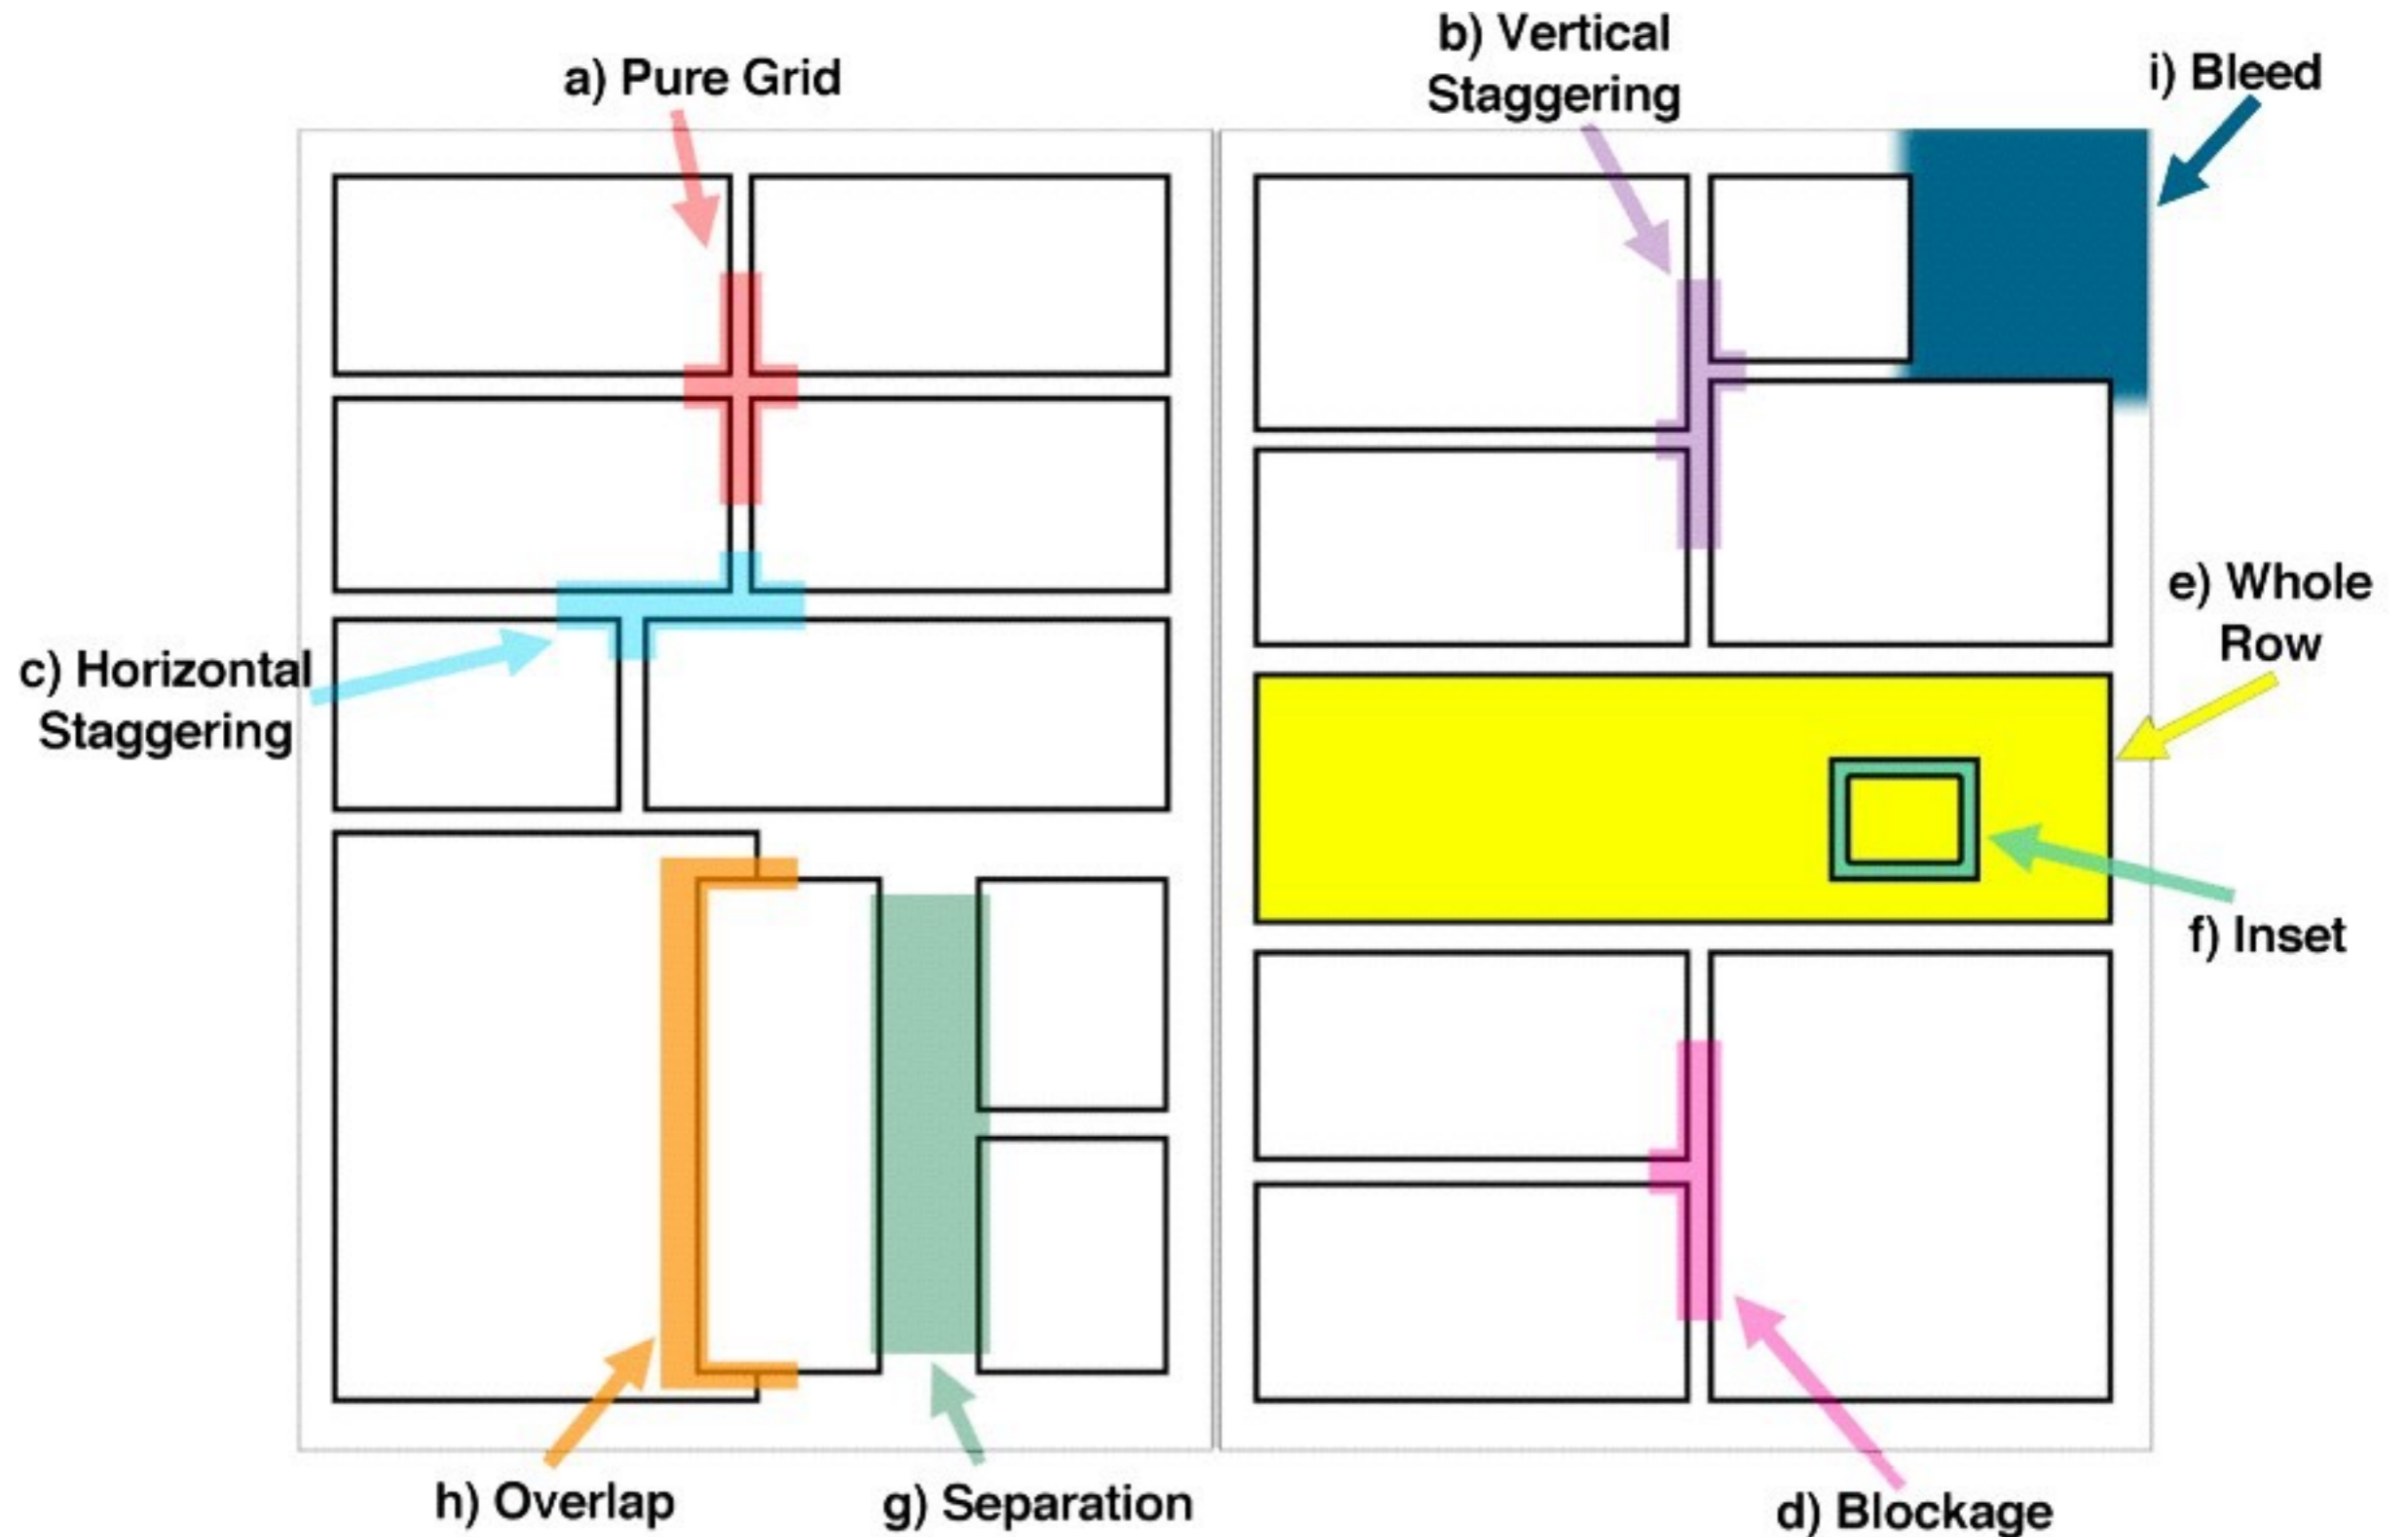 a) Pure Grid
b) Vertical
Staggering
i) Bleed
c) Horizontal
Staggering
e) Whole
Row
f) Inset
h) Overlap
g) Separation
d) Blockage